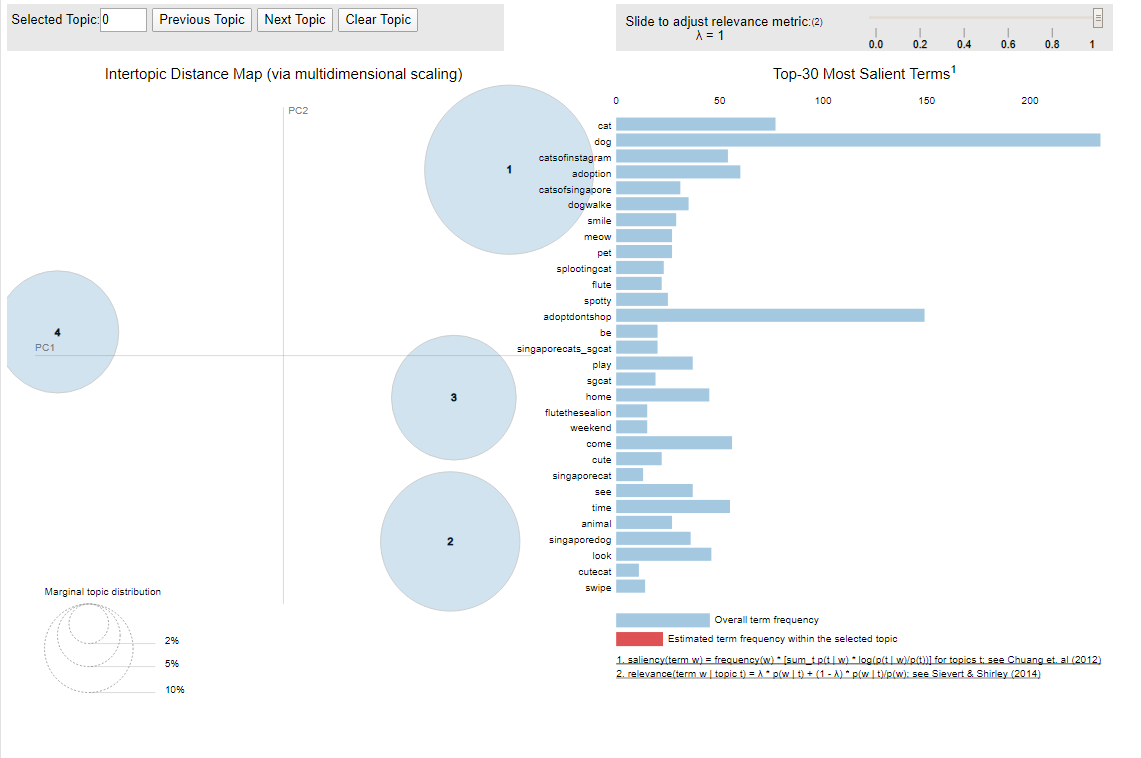 Selected Topic: 0 Previous Topic Next Topic Clear Topic
Slide to adjust relevance metric:(2)
λ = 1
0.0 0.2 0.4 0.6 0.8 1
Intertopic Distance Map (via multidimensional scaling)
PC2
PC1
1
4
3
2
Marginal topic distribution
2%
5%
10%
Top-30 Most Salient Terms1
0 50 100 150 200
cat
dog
catsofinstagram
adoption
catsofsingapore
dogwalke
smile
meow
pet
splootingcat
flute
spotty
adoptdontshop
be
singaporecats_sgcat
play
sgcat
home
flutethesealion
weekend
come
cute
singaporecat
see
time
animal
singaporedog
look
cutecat
swipe
Overall term frequency
Estimated term frequency within the selected topic
1. saliency(term w) = frequency(w) * [sum_t p(t | w) * log(p(t | w)/p(t))] for topics t; see Chuang et. al (2012)
2. relevance(term w | topic t) = λ * p(w | t) + (1 - λ) * p(w | t)/p(w); see Sievert & Shirley (2014)